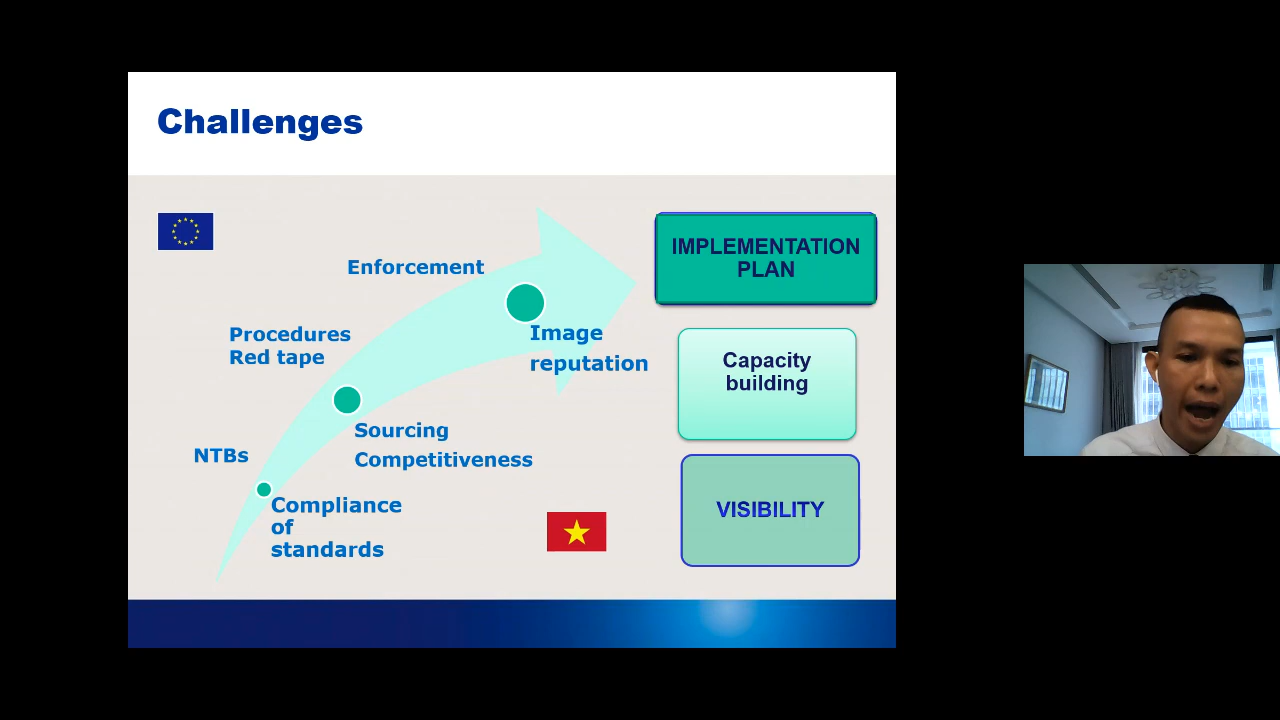 Challenges
Enforcement
Procedures
Red tape
NTBs
Image
reputation
Sourcing
Competitiveness
Compliance
of
standards
IMPLEMENTATION
PLAN
Capacity
building
VISIBILITY